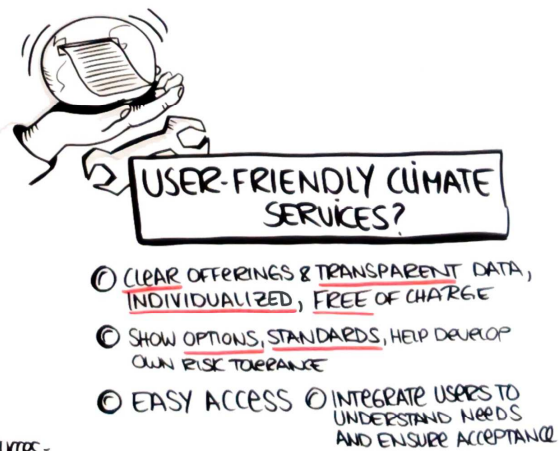 USER-FRIENDLY CLIMATE
SERVICES?
CLEAR OFFERINGS & TRANSPARENT DATA,
INDIVIDUALIZED, FREE OF CHARGE
SHOW OPTIONS, STANDARDS, HELP DEVELOP
OWN RISK TOLERANCE
EASY ACCESS
INTEGRATE USERS TO
UNDERSTAND NEEDS
AND ENSURE ACCEPTANCE